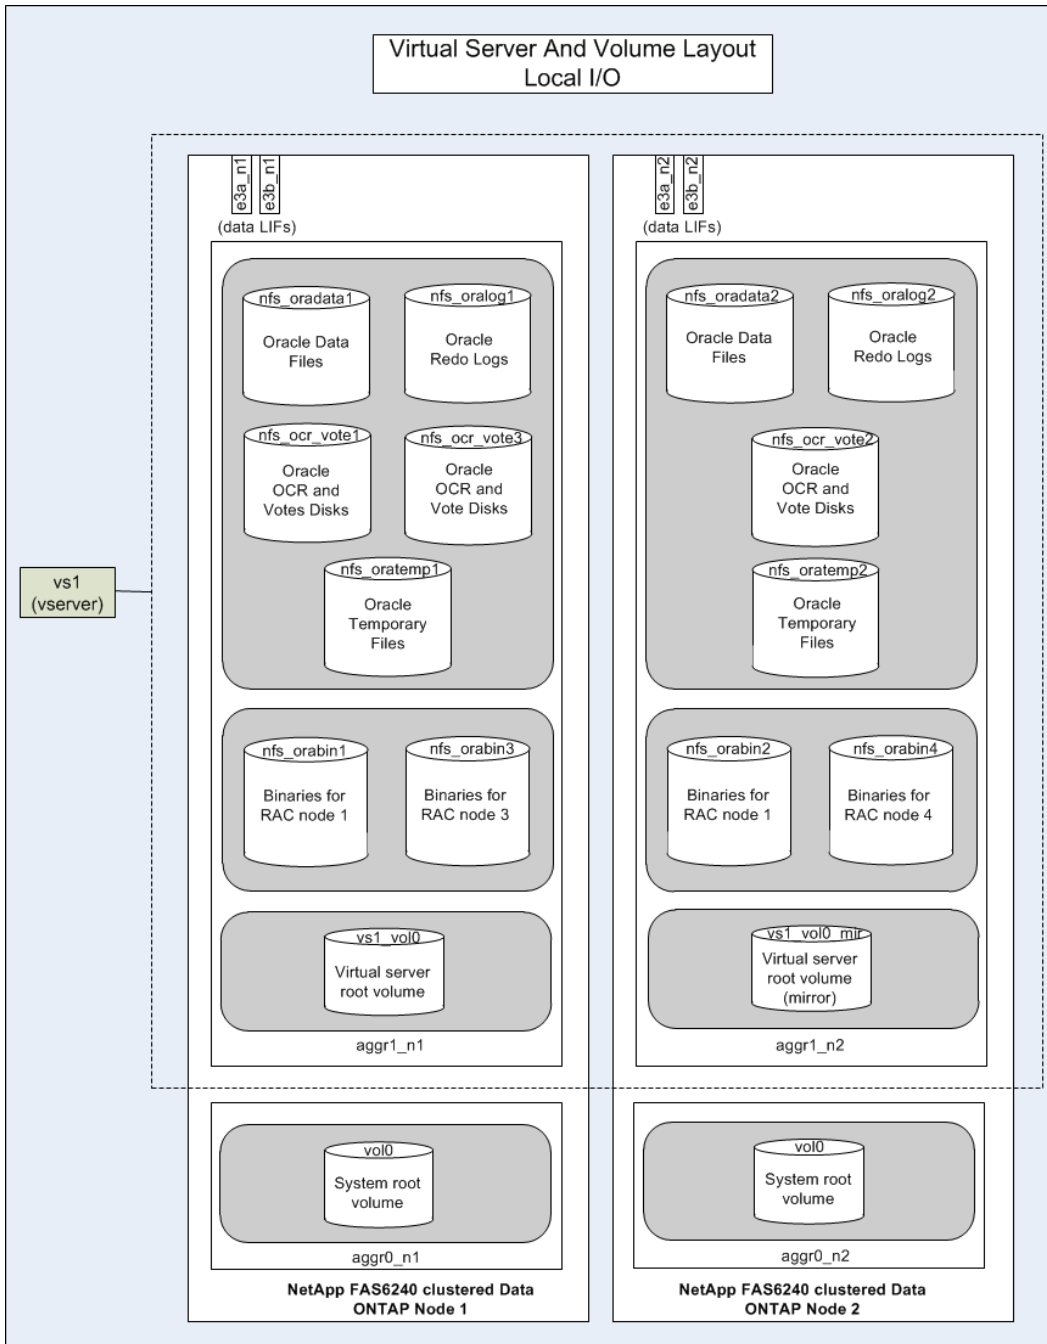 Virtual Server And Volume Layout
Local I/O
e3a_n1
e3b_n1
(data LIFs)
nfs_oradata1
Oracle Data
Files
nfs_oralog1
Oracle
Redo Logs
nfs_ocr_vote1
Oracle
OCR and
Votes Disks
nfs_ocr_vote3
Oracle
OCR and
Vote Disks
nfs_oratemp1
Oracle
Temporary
Files
nfs_orabin1
Binaries for
RAC node 1
nfs_orabin3
Binaries for
RAC node 3
vs1_vol0
Virtual server
root volume
aggr1_n1
vol0
System root
volume
aggr0_n1
NetApp FAS6240 clustered Data
ONTAP Node 1
e3a_n2
e3b_n2
(data LIFs)
nfs_oradata2
Oracle Data
Files
nfs_oralog2
Oracle
Redo Logs
nfs_ocr_vote2
Oracle
OCR and
Vote Disks
nfs_oratemp2
Oracle
Temporary
Files
nfs_orabin2
Binaries for
RAC node 1
nfs_orabin4
Binaries for
RAC node 4
vs1_vol0_mir
Virtual server
root volume
(mirror)
aggr1_n2
vol0
System root
volume
aggr0_n2
NetApp FAS6240 clustered Data
ONTAP Node 2
vs1
(vserver)